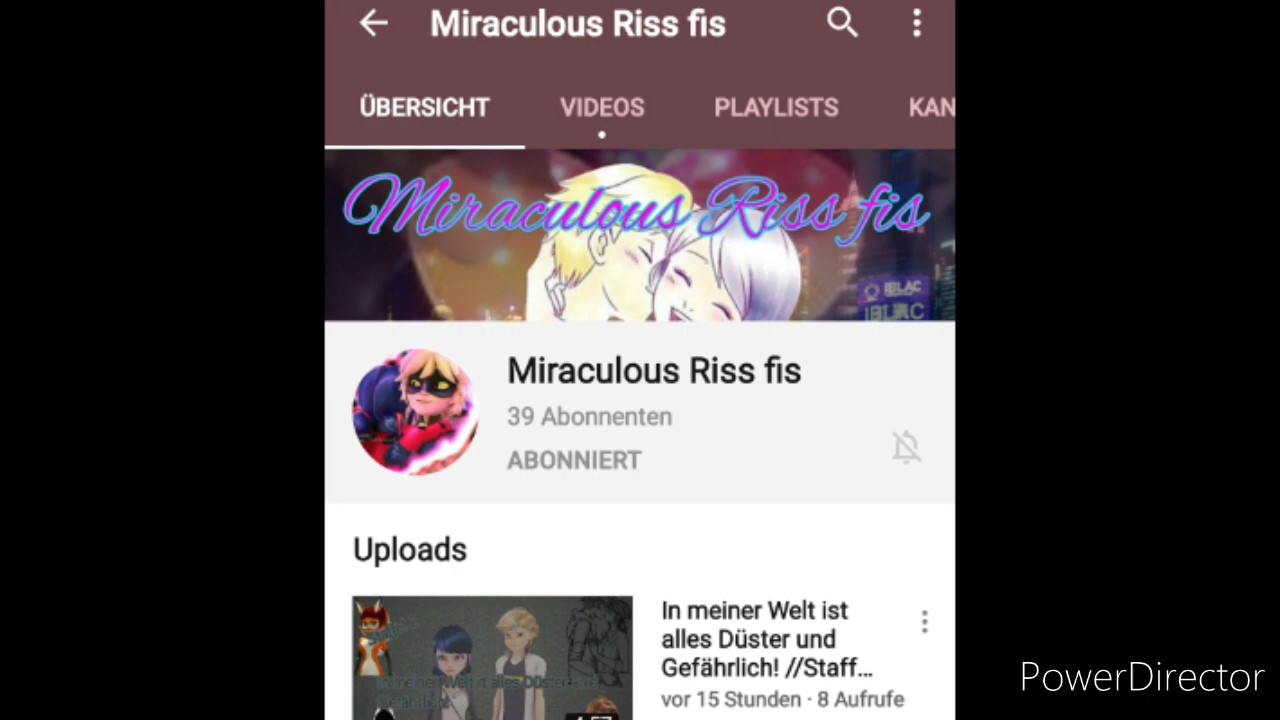 Miraculous Riss fis
ÜBERSICHT VIDEOS PLAYLISTS KAN
Miraculous Riss fis
IBLAC
Miraculous Riss fis
39 Abonnenten
ABONNIERT
Uploads
In meiner Welt ist
alles Düster und
Gefährlich! //Staff...
vor 15 Stunden · 8 Aufrufe
PowerDirector